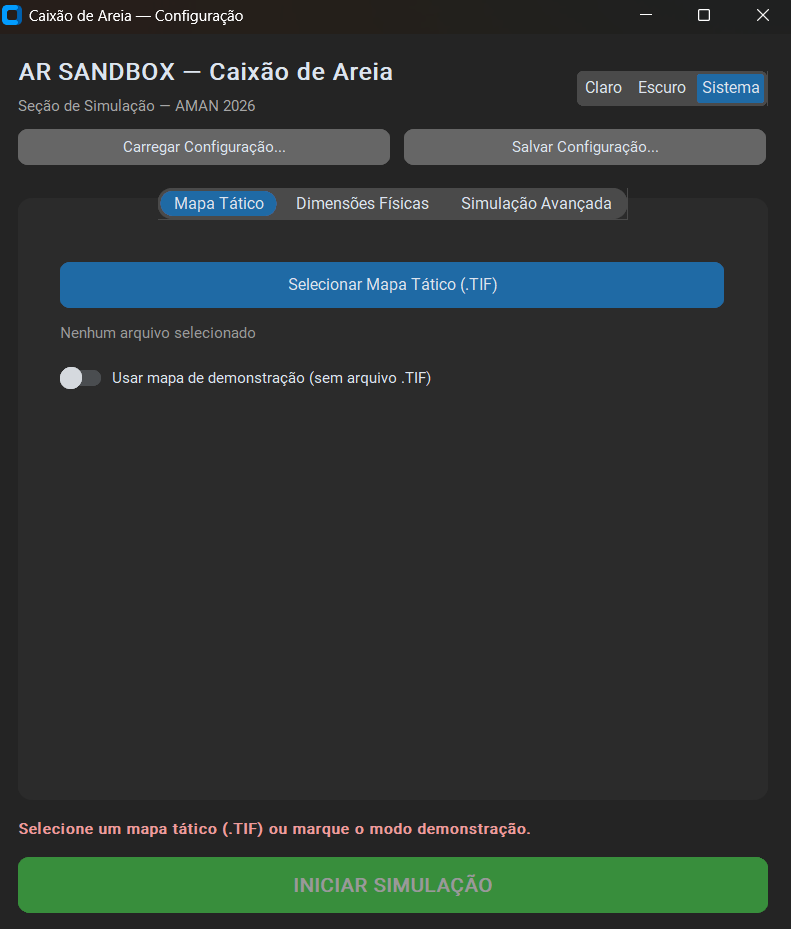 Caixão de Areia — Configuração
AR SANDBOX — Caixão de Areia
Seção de Simulação — AMAN 2026
Claro Escuro Sistema
Carregar Configuração... Salvar Configuração...
Mapa Tático Dimensões Físicas Simulação Avançada
Selecionar Mapa Tático (.TIF)
Nenhum arquivo selecionado
Usar mapa de demonstração (sem arquivo .TIF)
Selecione um mapa tático (.TIF) ou marque o modo demonstração.
INICIAR SIMULAÇÃO